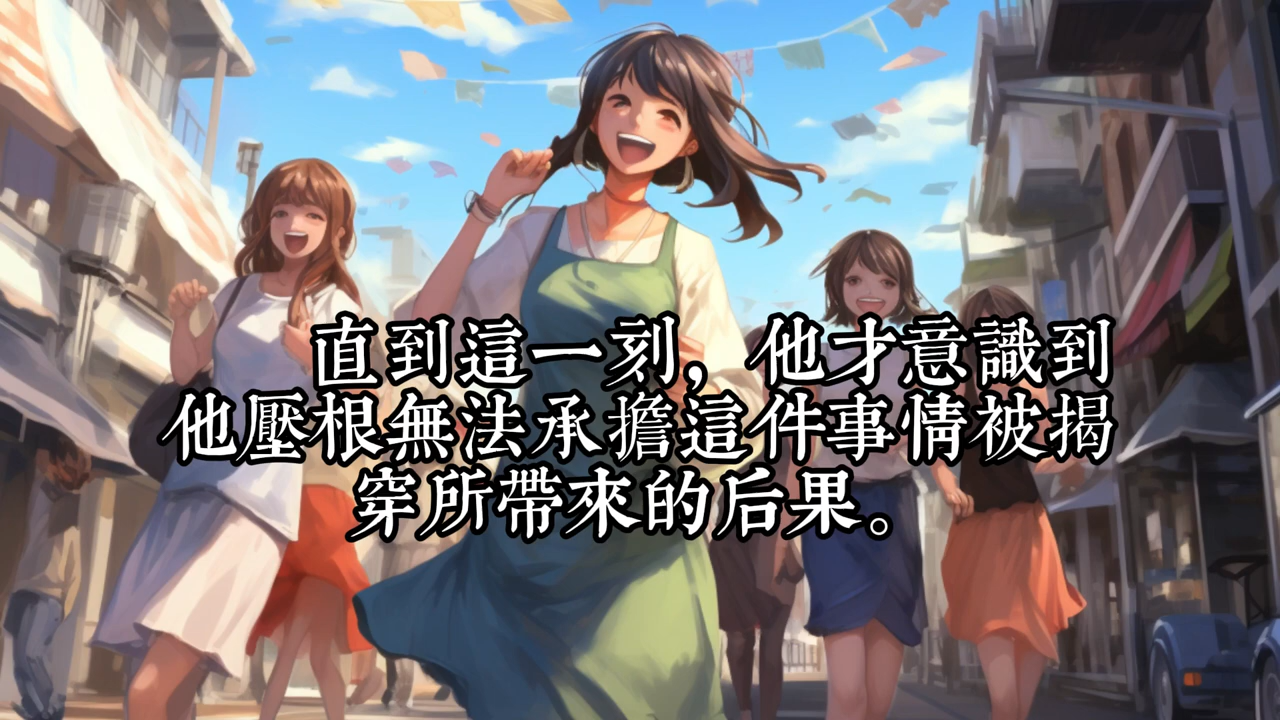 直到這一刻，他才意識到
他壓根無法承擔這件事情被揭
穿所帶來的后果。